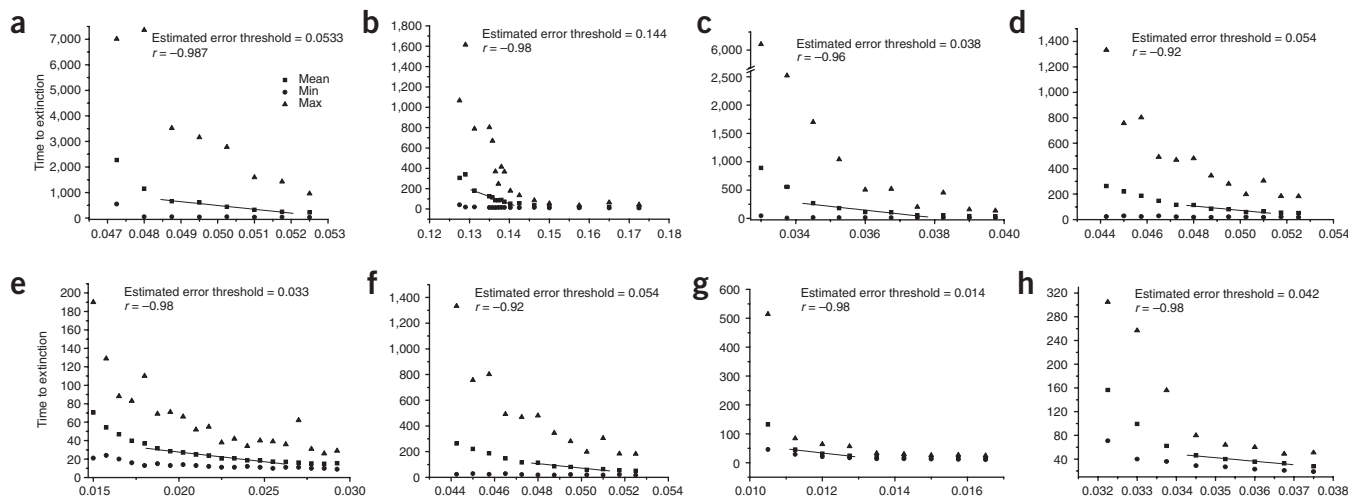 a
Estimated error threshold = 0.0533
r = –0.987
Mean
Min
Max
Time to extinction
7,000
6,000
5,000
4,000
3,000
2,000
1,000
0
0.047 0.048 0.049 0.050 0.051 0.052 0.053
b
Estimated error threshold = 0.144
r = –0.98
1,800
1,600
1,400
1,200
1,000
800
600
400
200
0
0.12 0.13 0.14 0.15 0.16 0.17 0.18
c
Estimated error threshold = 0.038
r = –0.96
6,000
2,500
2,000
1,500
1,000
500
0
0.034 0.036 0.038 0.040
d
Estimated error threshold = 0.054
r = –0.92
1,400
1,200
1,000
800
600
400
200
0
0.044 0.046 0.048 0.050 0.052 0.054
e
Estimated error threshold = 0.033
r = –0.98
Time to extinction
200
180
160
140
120
100
80
60
40
20
0
0.015 0.020 0.025 0.030
f
Estimated error threshold = 0.054
r = –0.92
1,400
1,200
1,000
800
600
400
200
0
0.044 0.046 0.048 0.050 0.052 0.054
g
Estimated error threshold = 0.014
r = –0.98
600
500
400
300
200
100
0
0.010 0.012 0.014 0.016
h
Estimated error threshold = 0.042
r = –0.98
320
280
240
200
160
120
80
40
0.032 0.033 0.034 0.035 0.036 0.037 0.038